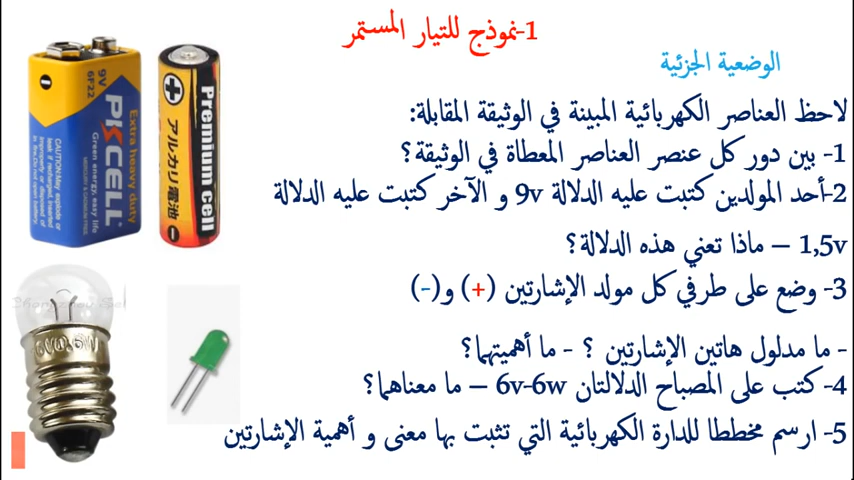 1-نموذج للتيار المستمر
الوضعية الجزئية
لاحظ العناصر الكهربائية المبينة في الوثيقة المقابلة:
1- بين دور كل عنصر العناصر المعطاة في الوثيقة؟
2-أحد المولدين كتبت عليه الدلالة 9v و الآخر كتبت عليه الدلالة
1,5v – ماذا تعني هذه الدلالة؟
3- وضع على طرفي كل مولد الإشارتين (+) و(-)
- ما مدلول هاتين الإشارتين ؟ - ما أهميتهما؟
4- كتب على المصباح الدلالتان 6v-6w – ما معناهما؟
5- ارسم مخططا للدارة الكهربائية التي تثبت بها معنى و أهمية الإشارتين
9V
6F22
PKCELL
Extra heavy duty
Green energy, easy life
Premium cell
アルカリ電池